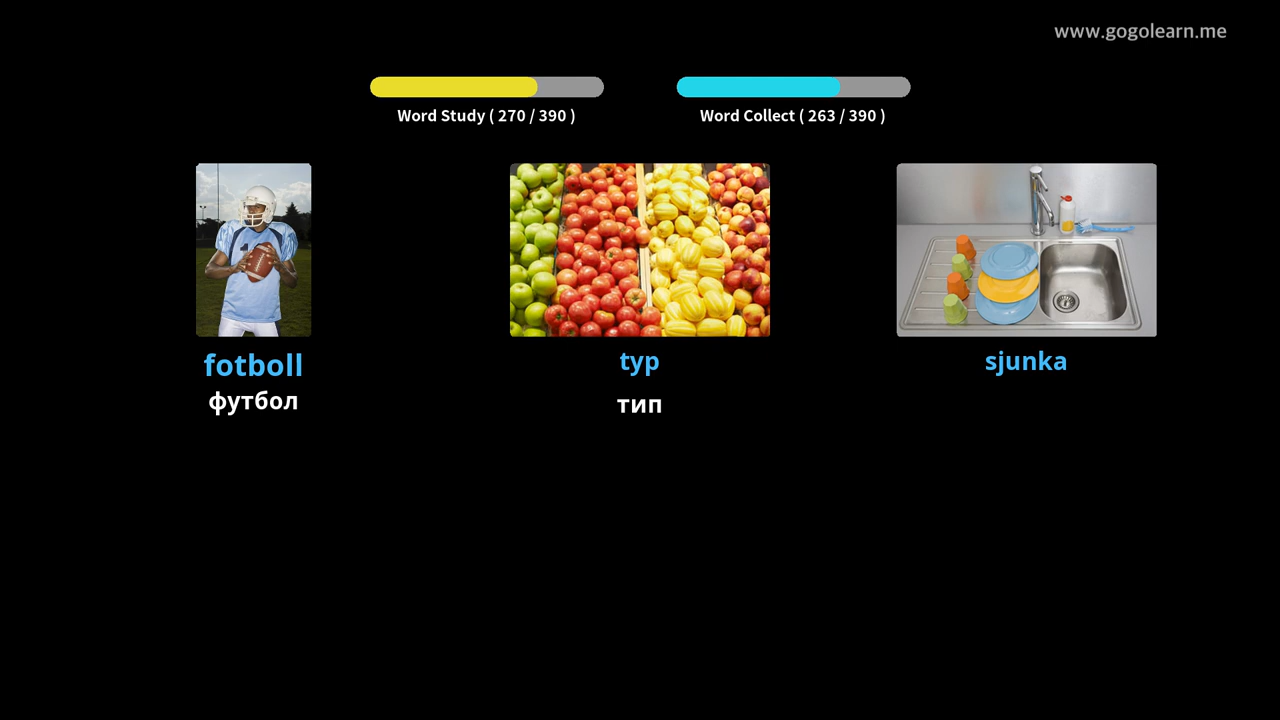 www.gogolearn.me
Word Study ( 270 / 390 )
Word Collect ( 263 / 390 )
fotboll
футбол
typ
тип
sjunka